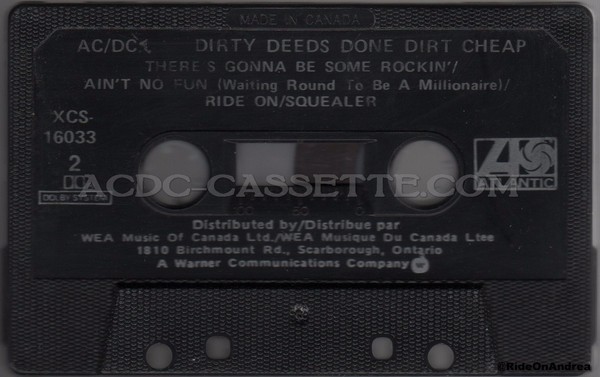 MADE IN CANADA
AC/DC DIRTY DEEDS DONE DIRT CHEAP
THERE'S GONNA BE SOME ROCKIN'/
AIN'T NO FUN (Waiting Round To Be A Millionaire)/
RIDE ON/SQUEALER
XCS-
16033
2
DOLBY SYSTEM
ATLANTIC
ACDC-CASSETTE.COM
Distributed by/Distribue par
WEA Music Of Canada Ltd./WEA Musique Du Canada Ltee
1810 Birchmount Rd., Scarborough, Ontario
A Warner Communications Company
©RideOnAndrea